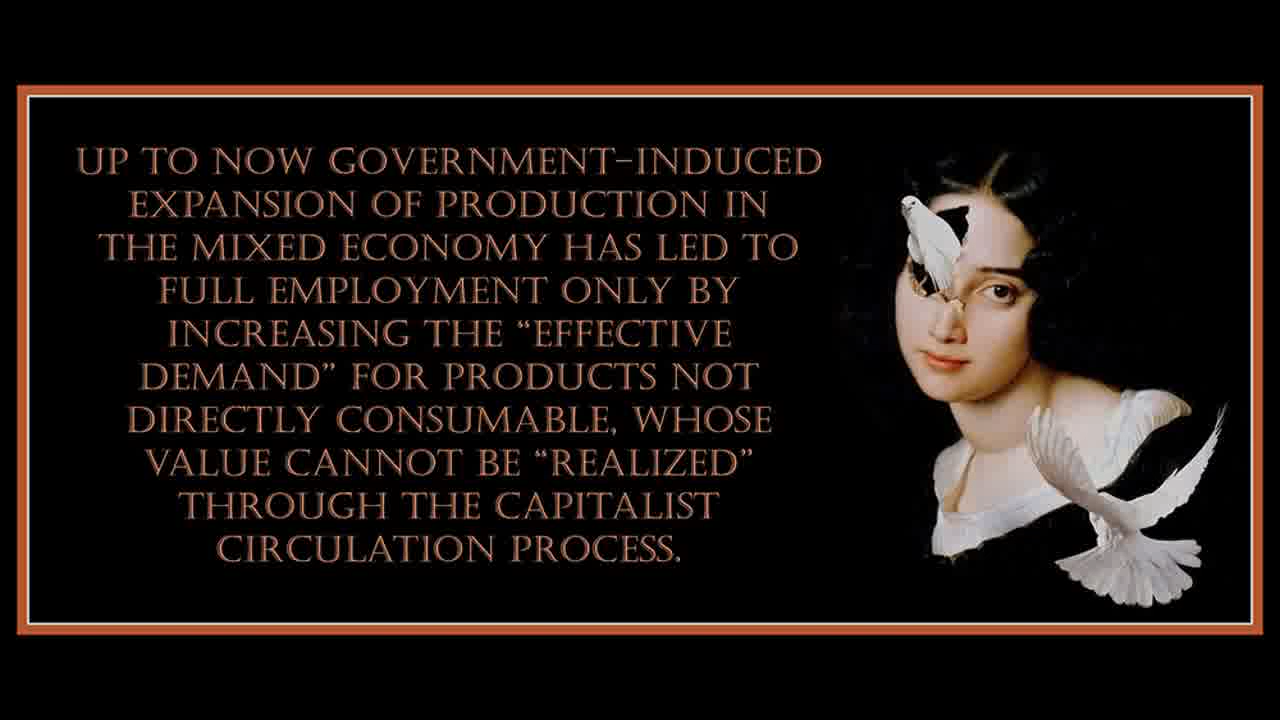 UP TO NOW GOVERNMENT–INDUCED
EXPANSION OF PRODUCTION IN
THE MIXED ECONOMY HAS LED TO
FULL EMPLOYMENT ONLY BY
INCREASING THE “EFFECTIVE
DEMAND” FOR PRODUCTS NOT
DIRECTLY CONSUMABLE, WHOSE
VALUE CANNOT BE “REALIZED”
THROUGH THE CAPITALIST
CIRCULATION PROCESS.